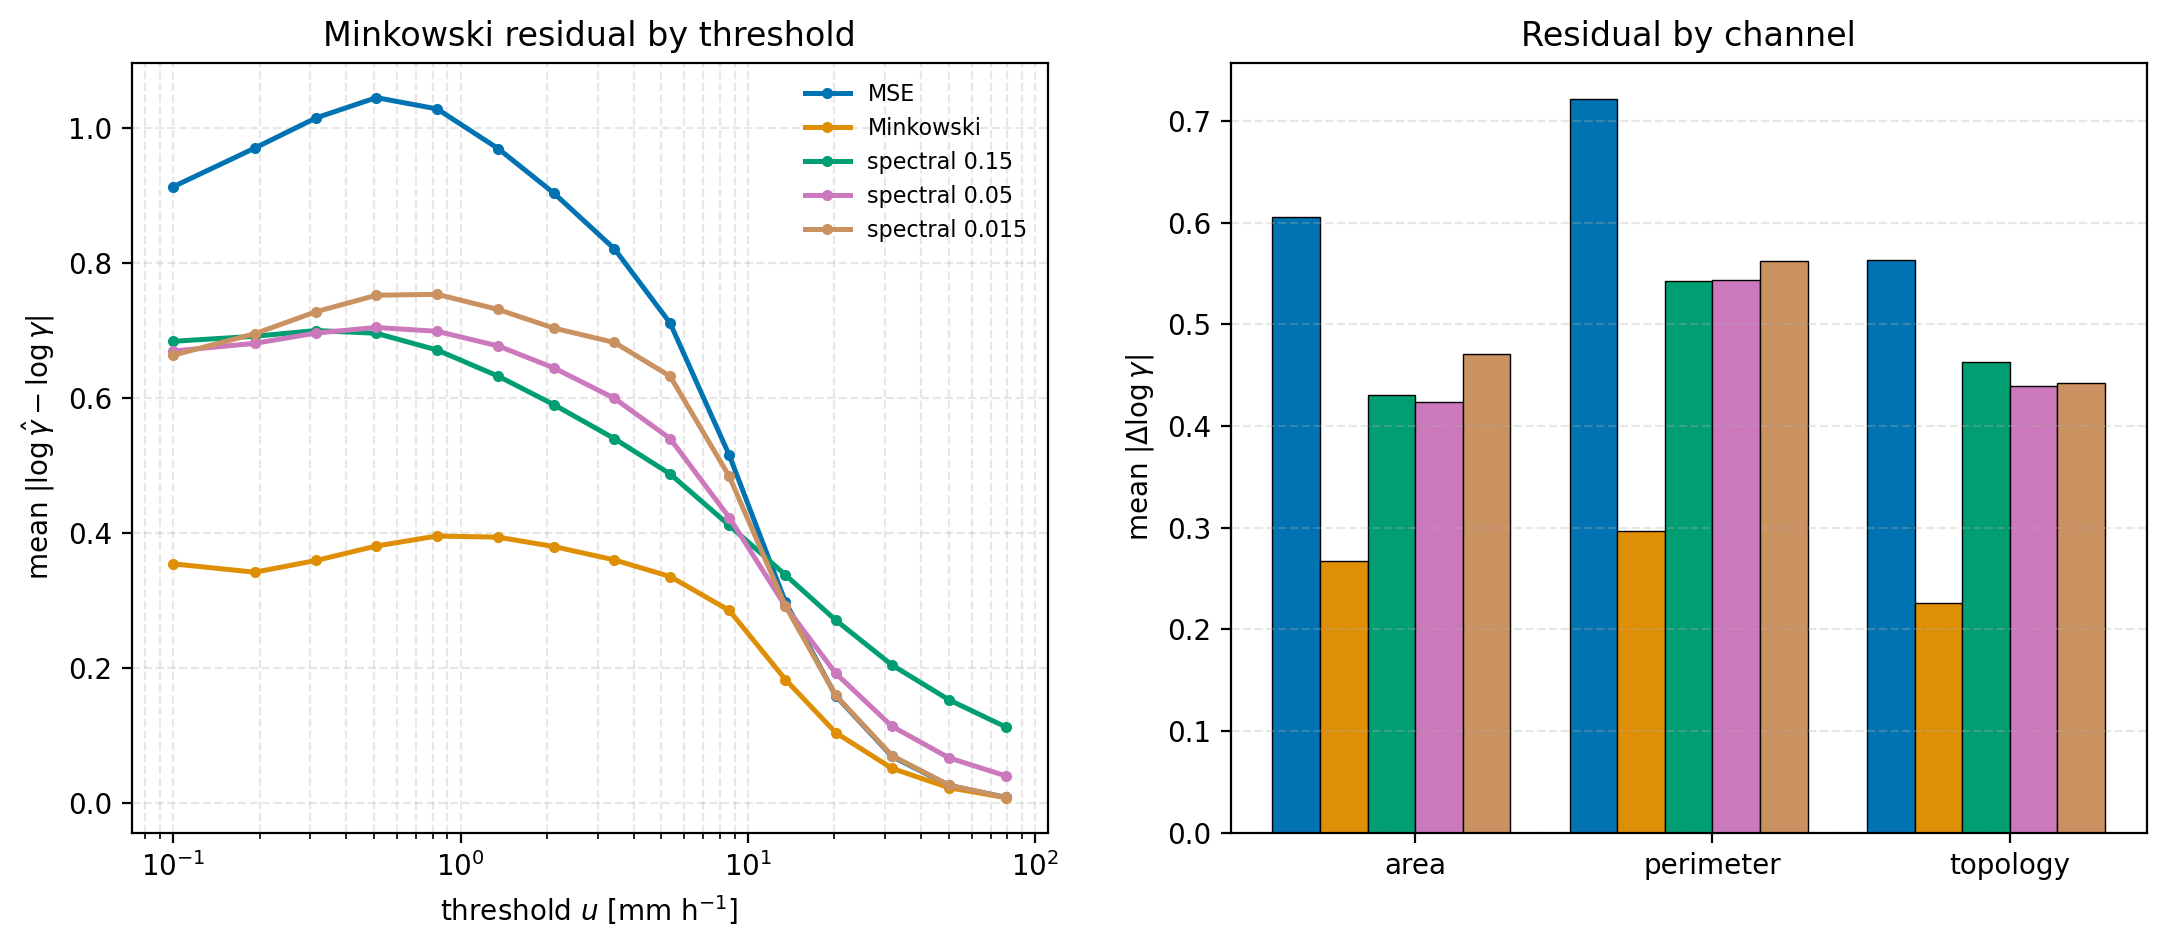 Minkowski residual by threshold
mean |log γ̂ − log γ|
1.0
0.8
0.6
0.4
0.2
0.0
MSE
Minkowski
spectral 0.15
spectral 0.05
spectral 0.015
10⁻¹ 10⁰ 10¹ 10²
threshold u [mm h⁻¹]
Residual by channel
mean |Δlog γ|
0.7
0.6
0.5
0.4
0.3
0.2
0.1
0.0
area perimeter topology